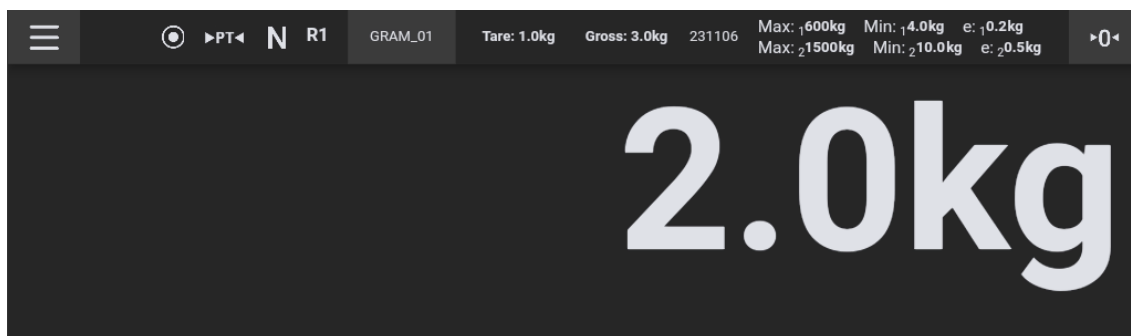 ▸PT◂ N R1 GRAM_01 Tare: 1.0kg Gross: 3.0kg 231106
Max: ₁600kg Min: ₁4.0kg e: ₁0.2kg
Max: ₂1500kg Min: ₂10.0kg e: ₂0.5kg
▸0◂
2.0kg